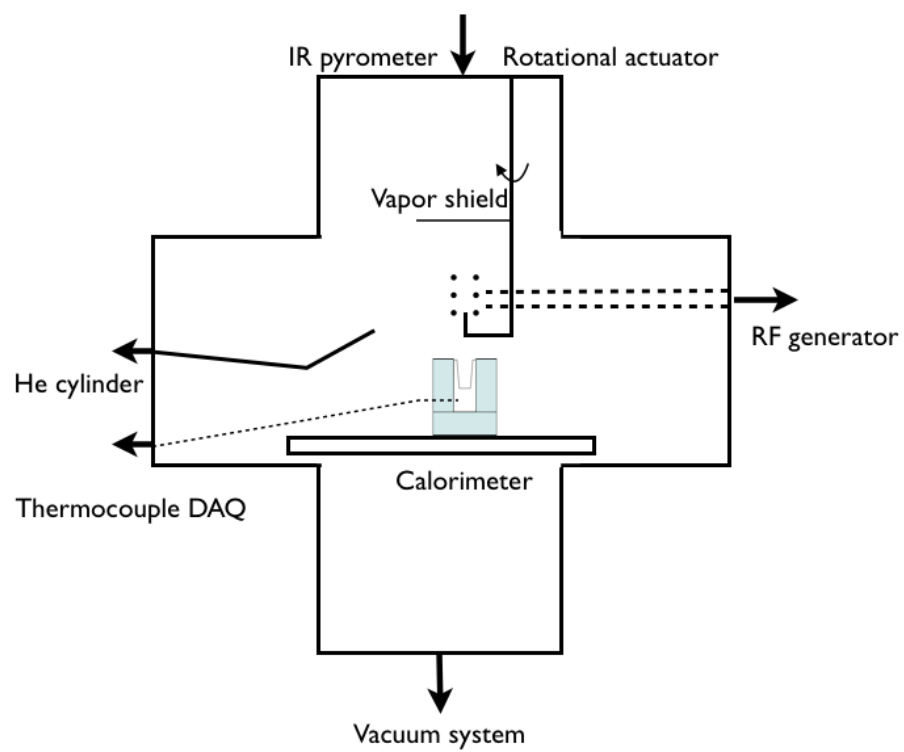 IR pyrometer
Rotational actuator
Vapor shield
RF generator
He cylinder
Calorimeter
Thermocouple DAQ
Vacuum system